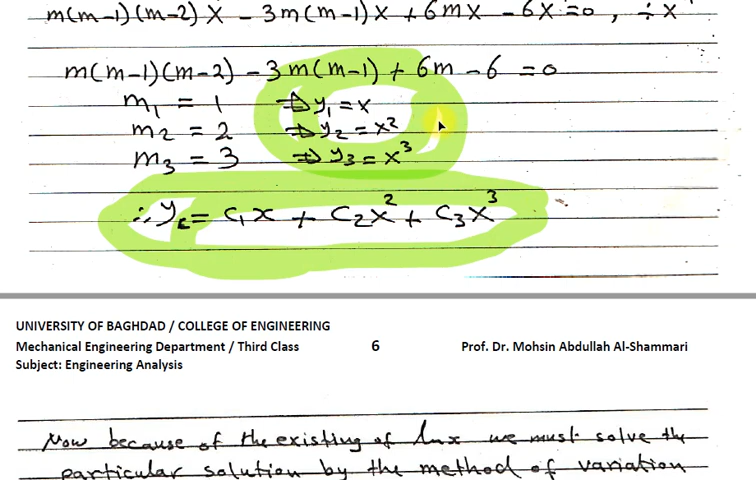 m(m-1)(m-2)x - 3m(m-1)x + 6mx - 6x = 0 , ÷ x
m(m-1)(m-2) - 3m(m-1) + 6m - 6 = 0
m₁ = 1 ⇒ y₁ = x
m₂ = 2 ⇒ y₂ = x²
m₃ = 3 ⇒ y₃ = x³
∴ y_c = c₁x + c₂x² + c₃x³
UNIVERSITY OF BAGHDAD / COLLEGE OF ENGINEERING
Mechanical Engineering Department / Third Class 6 Prof. Dr. Mohsin Abdullah Al-Shammari
Subject: Engineering Analysis
Now because of the existing of lnx we must solve the
particular solution by the method of variation